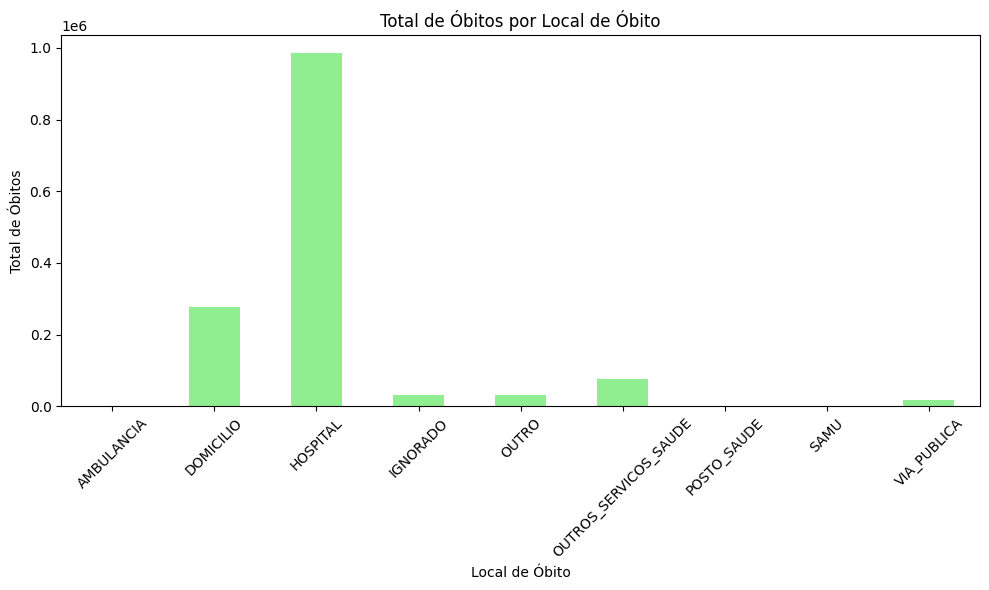 Total de Óbitos por Local de Óbito
1e6
Total de Óbitos
1.0
0.8
0.6
0.4
0.2
0.0
AMBULANCIA
DOMICILIO
HOSPITAL
IGNORADO
OUTRO
OUTROS_SERVICOS_SAUDE
POSTO_SAUDE
SAMU
VIA_PUBLICA
Local de Óbito